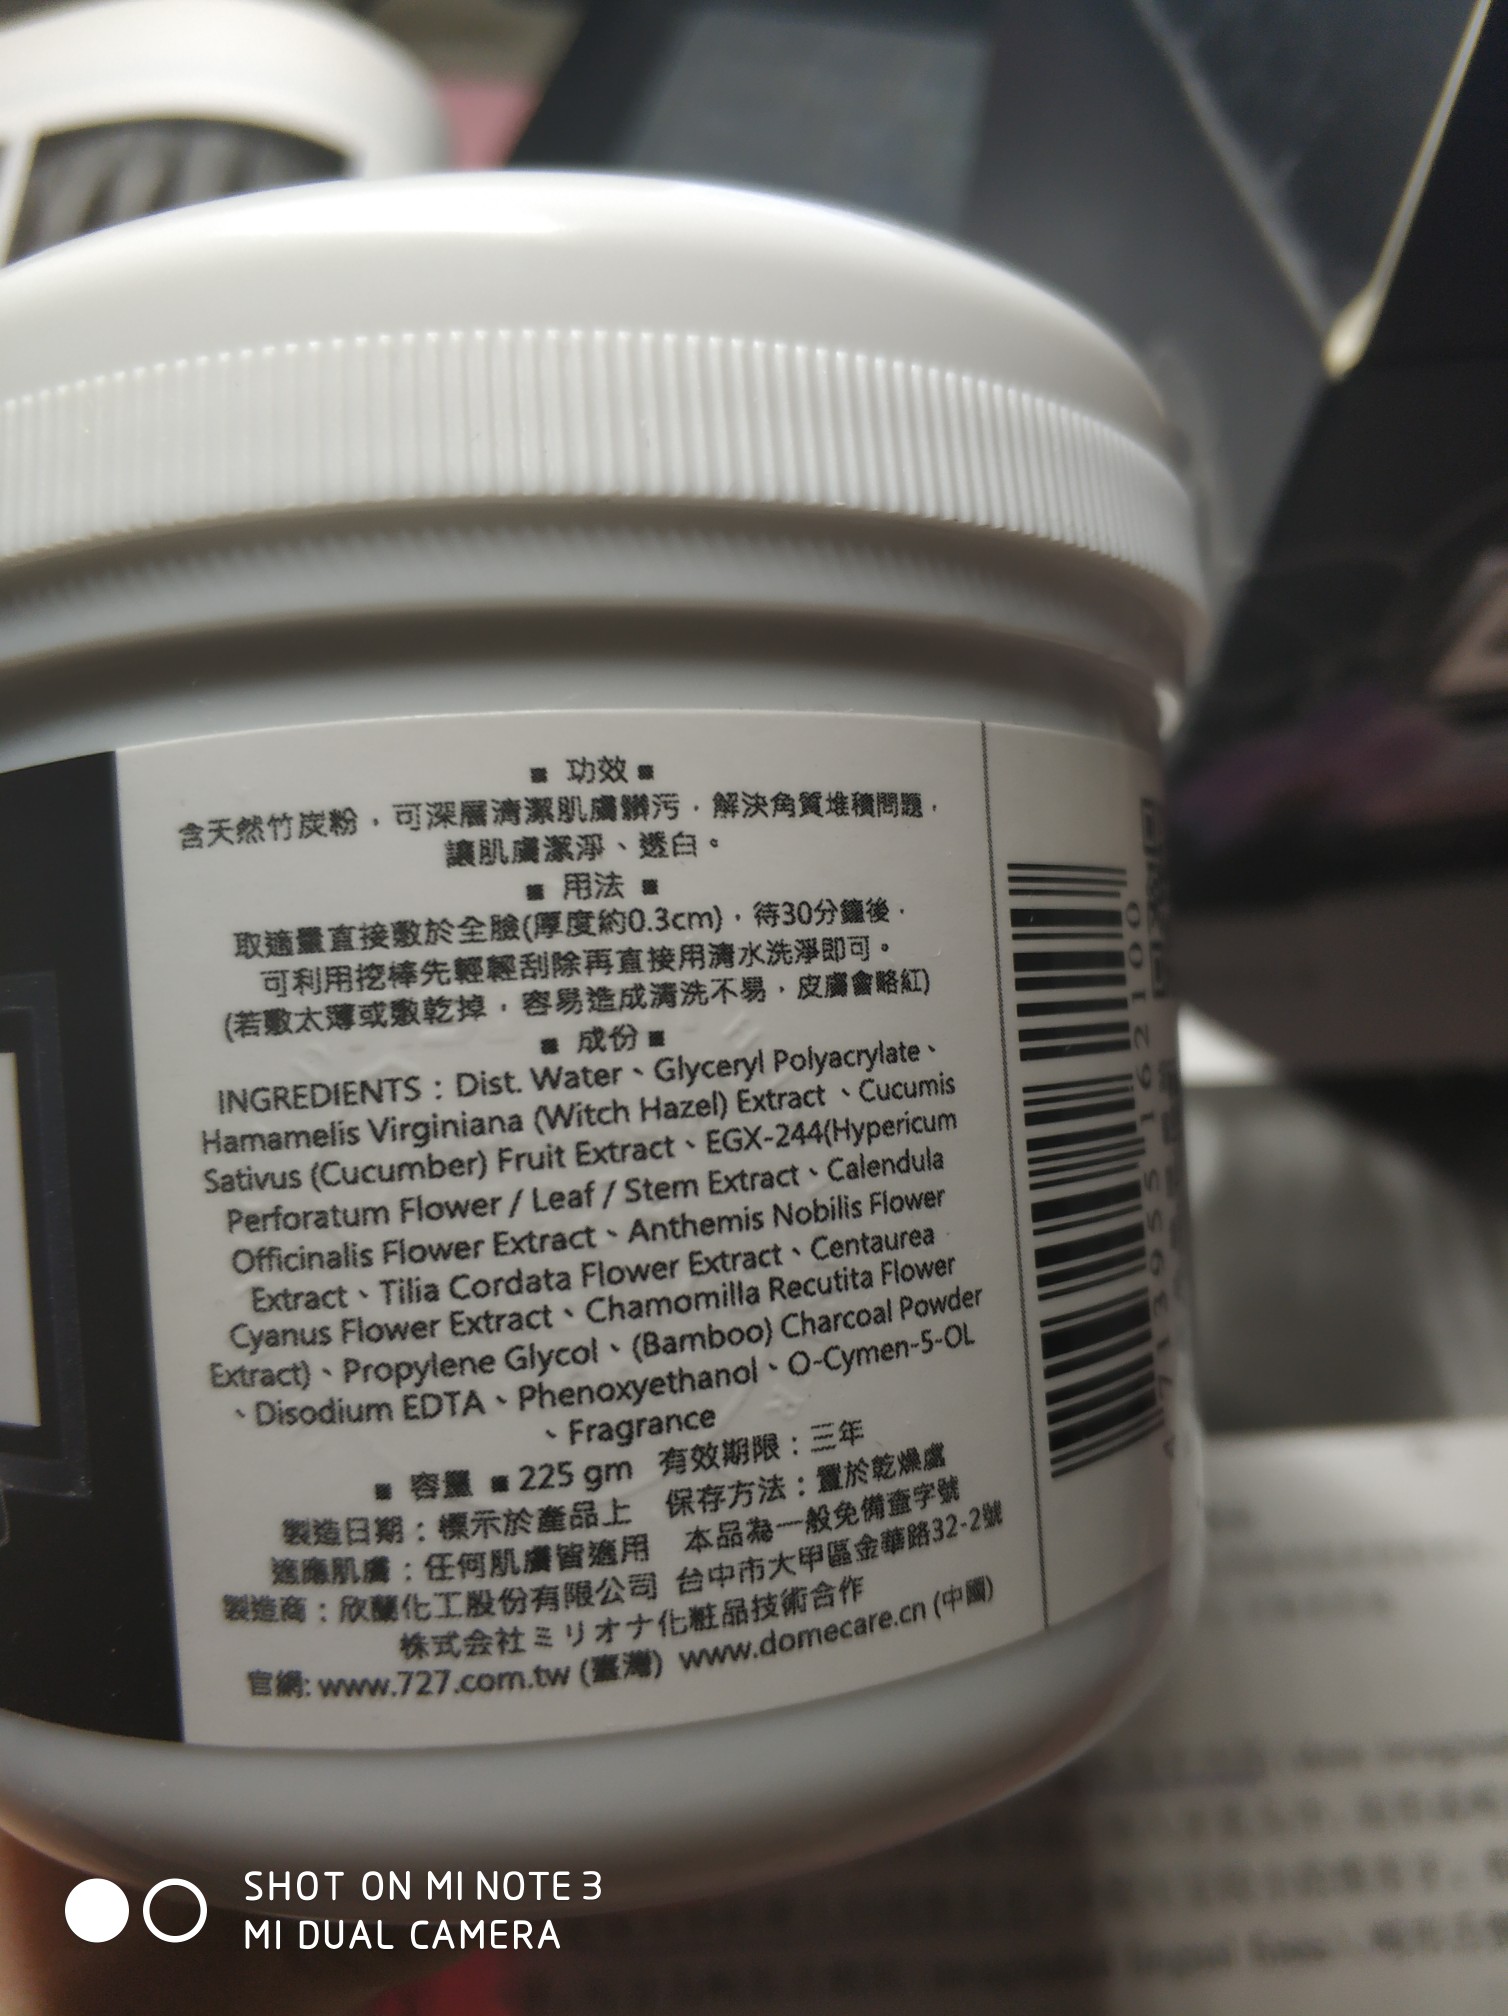 ■ 功效 ■
含天然竹炭粉，可深層清潔肌膚髒污，解決角質堆積問題，
讓肌膚潔淨、透白。
■ 用法 ■
取適量直接敷於全臉(厚度約0.3cm)，待30分鐘後，
可利用挖棒先輕輕刮除再直接用清水洗淨即可。
(若敷太薄或敷乾掉，容易造成清洗不易，皮膚會略紅)
■ 成份 ■
INGREDIENTS：Dist. Water、Glyceryl Polyacrylate、
Hamamelis Virginiana (Witch Hazel) Extract 、Cucumis
Sativus (Cucumber) Fruit Extract、EGX-244(Hypericum
Perforatum Flower / Leaf / Stem Extract、Calendula
Officinalis Flower Extract、Anthemis Nobilis Flower
Extract、Tilia Cordata Flower Extract、Centaurea
Cyanus Flower Extract、Chamomilla Recutita Flower
Extract)、Propylene Glycol、(Bamboo) Charcoal Powder
、Disodium EDTA、Phenoxyethanol、O-Cymen-5-OL
、Fragrance
■ 容量 ■ 225 gm 有效期限：三年
製造日期：標示於產品上 保存方法：置於乾燥處
適應肌膚：任何肌膚皆適用 本品為一般免備查字號
製造商：欣蘭化工股份有限公司 台中市大甲區金華路32-2號
株式会社ミリオナ化粧品技術合作
官網: www.727.com.tw (臺灣) www.domecare.cn (中國)
4713955162100
SHOT ON MI NOTE 3
MI DUAL CAMERA